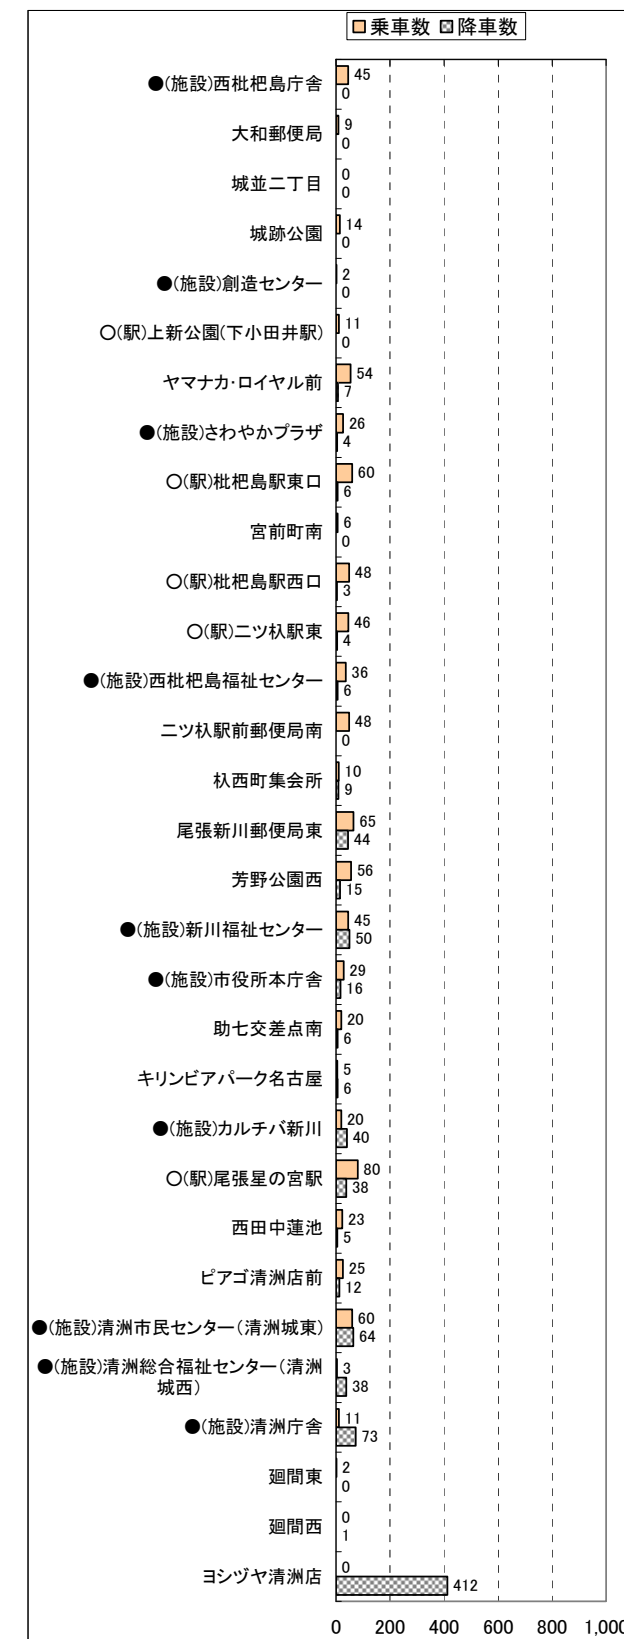 乗車数 降車数
●(施設)西枇杷島庁舎 45
0
大和郵便局 9
0
城並二丁目 0
0
城跡公園 14
0
●(施設)創造センター 2
0
○(駅)上新公園(下小田井駅) 11
0
ヤマナカ・ロイヤル前 54
7
●(施設)さわやかプラザ 26
4
○(駅)枇杷島駅東口 60
6
宮前町南 6
0
○(駅)枇杷島駅西口 48
3
○(駅)二ツ杁駅東 46
4
●(施設)西枇杷島福祉センター 36
6
二ツ杁駅前郵便局南 48
0
杁西町集会所 10
9
尾張新川郵便局東 65
44
芳野公園西 56
15
●(施設)新川福祉センター 45
50
●(施設)市役所本庁舎 29
16
助七交差点南 20
6
キリンビアパーク名古屋 5
6
●(施設)カルチバ新川 20
40
○(駅)尾張星の宮駅 80
38
西田中蓮池 23
5
ピアゴ清洲店前 25
12
●(施設)清洲市民センター(清洲城東) 60
64
●(施設)清洲総合福祉センター(清洲 3
城西) 38
●(施設)清洲庁舎 11
73
廻間東 2
0
廻間西 0
1
ヨシヅヤ清洲店 0
412
0 200 400 600 800 1,000